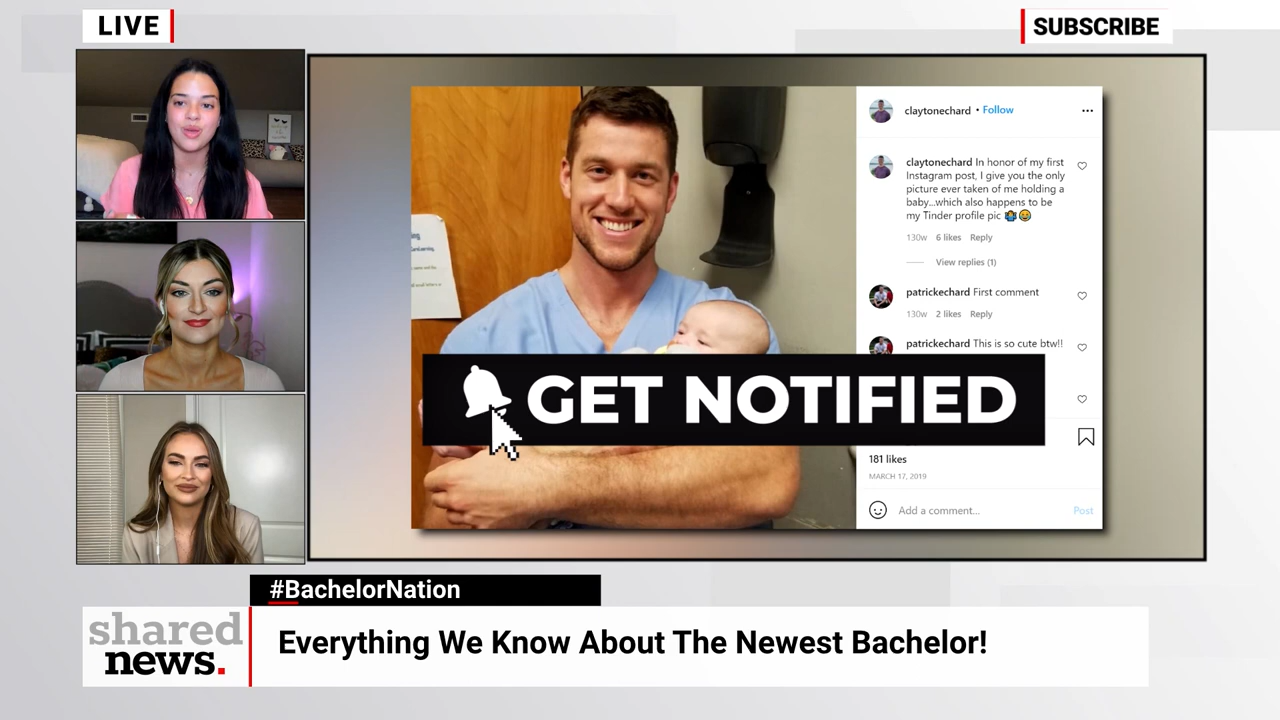 LIVE
SUBSCRIBE
claytonechard • Follow
claytonechard In honor of my first
Instagram post, I give you the only
picture ever taken of me holding a
baby...which also happens to be
my Tinder profile pic 🤷‍♂️😂
130w 6 likes Reply
View replies (1)
patrickechard First comment
130w 2 likes Reply
patrickechard This is so cute btw!!
GET NOTIFIED
181 likes
MARCH 17, 2019
Add a comment... Post
#BachelorNation
shared
news.
Everything We Know About The Newest Bachelor!